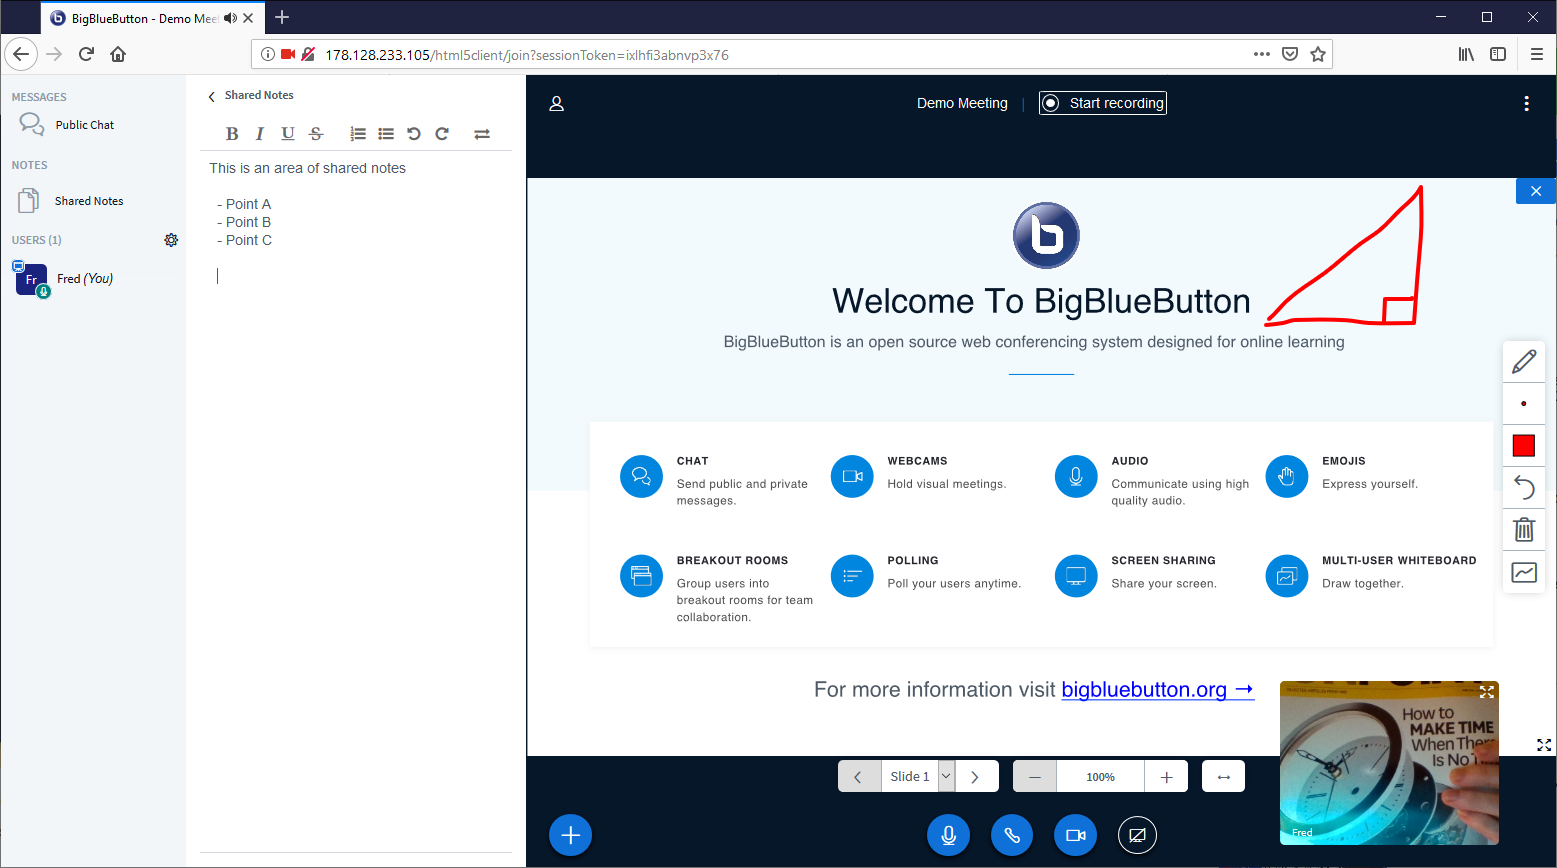 BigBlueButton - Demo Mee
178.128.233.105/html5client/join?sessionToken=ixlhfi3abnvp3x76
MESSAGES
Public Chat
NOTES
Shared Notes
USERS (1)
Fr
Fred (You)
Shared Notes
B I U S
This is an area of shared notes
- Point A
- Point B
- Point C
Demo Meeting
Start recording
b
Welcome To BigBlueButton
BigBlueButton is an open source web conferencing system designed for online learning
CHAT
Send public and private
messages.
WEBCAMS
Hold visual meetings.
AUDIO
Communicate using high
quality audio.
EMOJIS
Express yourself.
BREAKOUT ROOMS
Group users into
breakout rooms for team
collaboration.
POLLING
Poll your users anytime.
SCREEN SHARING
Share your screen.
MULTI-USER WHITEBOARD
Draw together.
For more information visit bigbluebutton.org →
How to
MAKE TIME
When There
Is No
Fred
Slide 1
100%